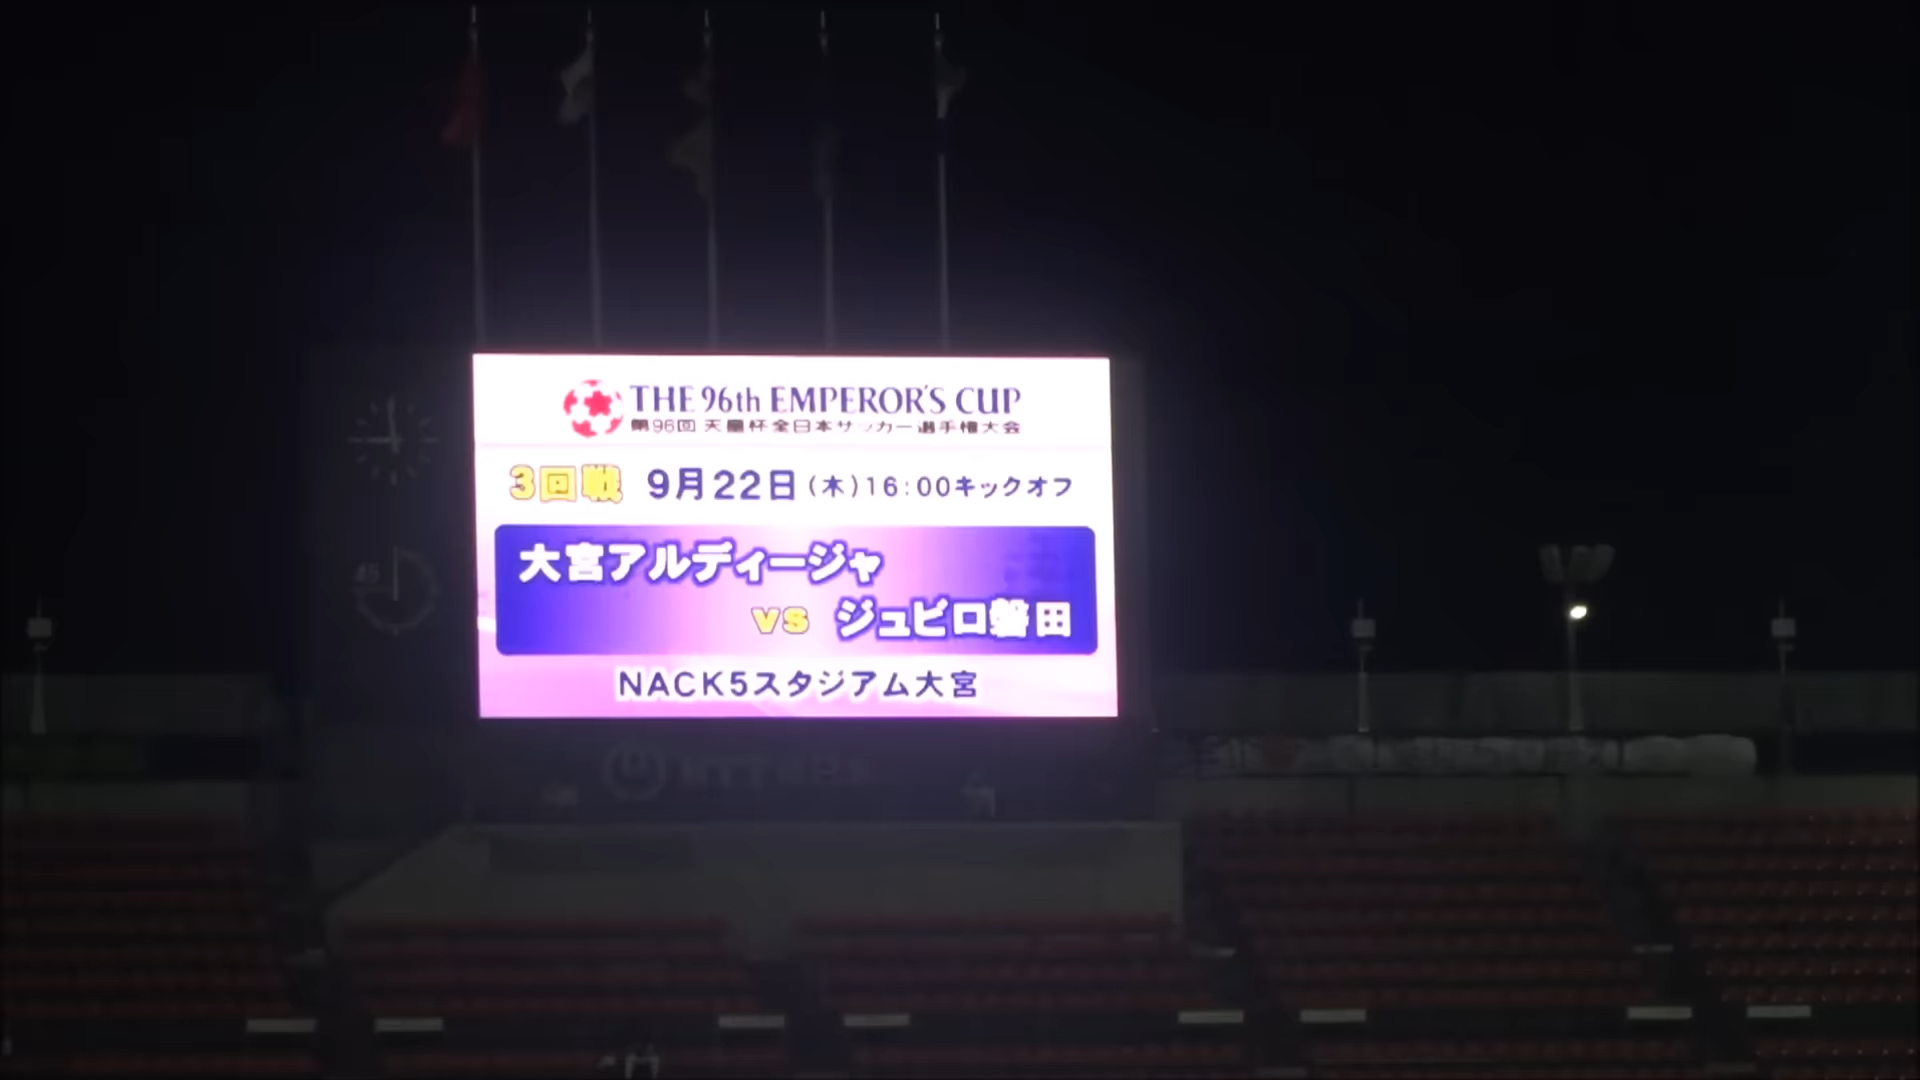 THE 96th EMPEROR'S CUP
第96回 天皇杯全日本サッカー選手権大会
3回戦 9月22日(木)16:00キックオフ
大宮アルディージャ
vs ジュビロ磐田
NACK5スタジアム大宮
45